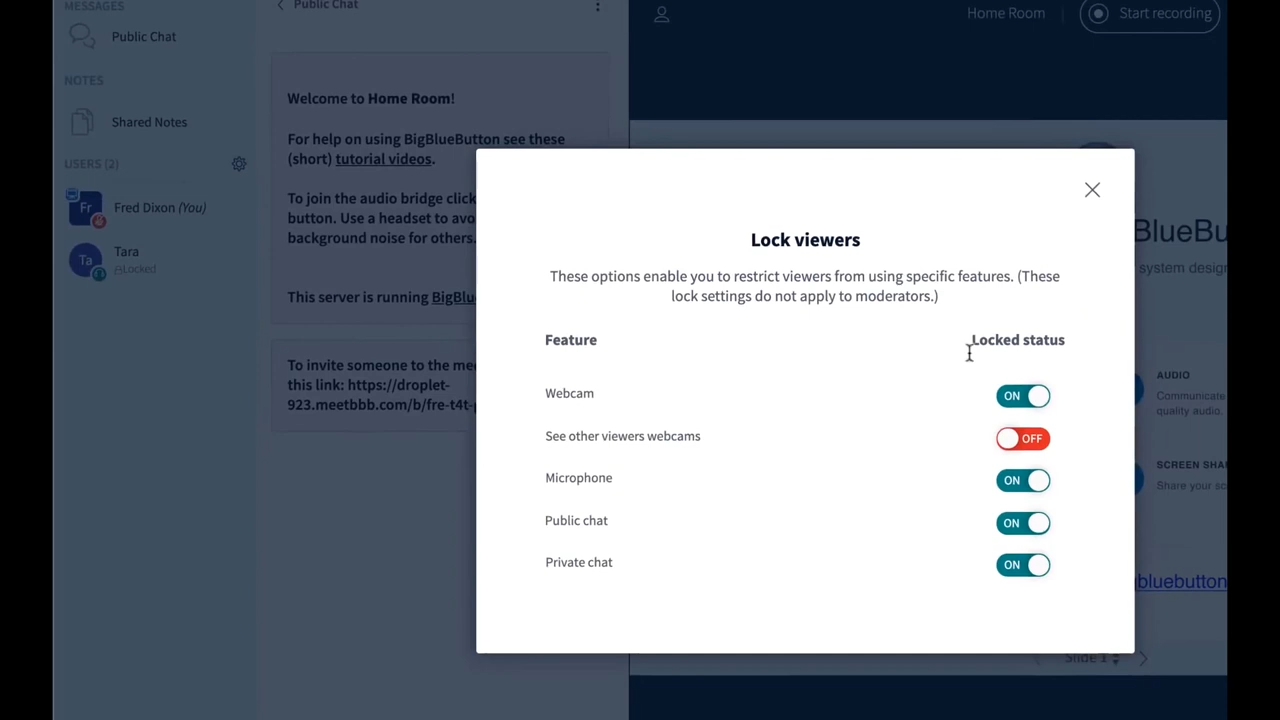 MESSAGES
Public Chat
NOTES
Shared Notes
USERS (2)
Fr
Fred Dixon (You)
Ta
Tara
Locked
Public Chat
Welcome to Home Room!
For help on using BigBlueButton see these
(short) tutorial videos.
To join the audio bridge click
button. Use a headset to avo
background noise for others.
This server is running BigBlu
To invite someone to the me
this link: https://droplet-
923.meetbbb.com/b/fre-t4t-
Home Room
Start recording
Lock viewers
These options enable you to restrict viewers from using specific features. (These
lock settings do not apply to moderators.)
Feature
Locked status
Webcam
ON
See other viewers webcams
OFF
Microphone
ON
Public chat
ON
Private chat
ON
BlueBu
system design
AUDIO
Communicate
quality audio.
SCREEN SHA
Share your scr
bluebutton
Slide 1